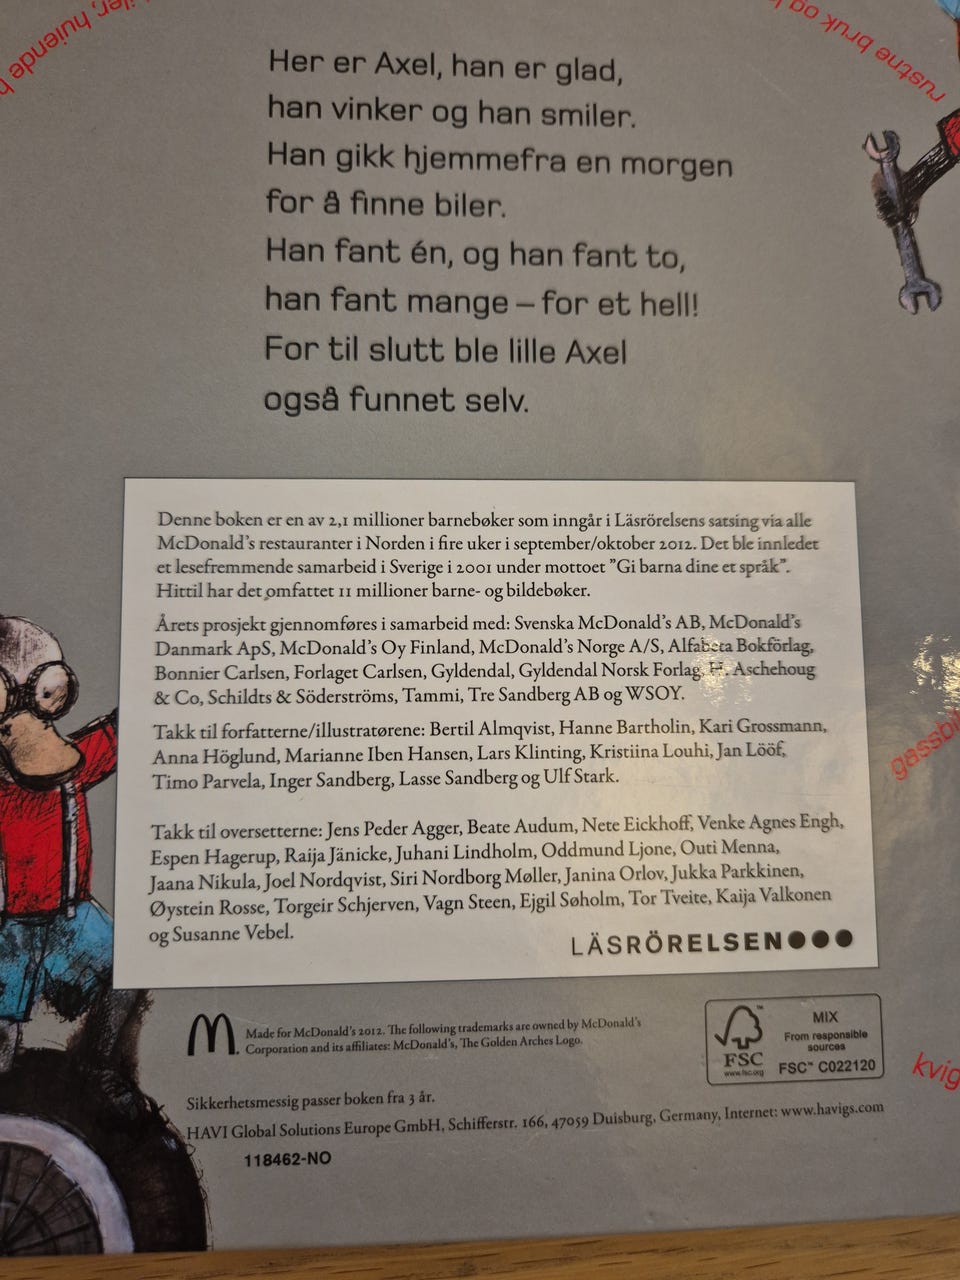 rustne bruk og
Her er Axel, han er glad,
han vinker og han smiler.
Han gikk hjemmefra en morgen
for å finne biler.
Han fant én, og han fant to,
han fant mange – for et hell!
For til slutt ble lille Axel
også funnet selv.
Denne boken er en av 2,1 millioner barnebøker som inngår i Läsrörelsens satsing via alle
McDonald's restauranter i Norden i fire uker i september/oktober 2012. Det ble innledet
et lesefremmende samarbeid i Sverige i 2001 under mottoet ”Gi barna dine et språk”.
Hittil har det omfattet 11 millioner barne- og bildebøker.
Årets prosjekt gjennomføres i samarbeid med: Svenska McDonald's AB, McDonald's
Danmark ApS, McDonald's Oy Finland, McDonald's Norge A/S, Alfabeta Bokförlag,
Bonnier Carlsen, Forlaget Carlsen, Gyldendal, Gyldendal Norsk Forlag, H. Aschehoug
& Co, Schildts & Söderströms, Tammi, Tre Sandberg AB og WSOY.
Takk til forfatterne/illustratørene: Bertil Almqvist, Hanne Bartholin, Kari Grossmann,
Anna Höglund, Marianne Iben Hansen, Lars Klinting, Kristiina Louhi, Jan Lööf,
Timo Parvela, Inger Sandberg, Lasse Sandberg og Ulf Stark.
Takk til oversetterne: Jens Peder Agger, Beate Audum, Nete Eickhoff, Venke Agnes Engh,
Espen Hagerup, Raija Jänicke, Juhani Lindholm, Oddmund Ljone, Outi Menna,
Jaana Nikula, Joel Nordqvist, Siri Nordborg Møller, Janina Orlov, Jukka Parkkinen,
Øystein Rosse, Torgeir Schjerven, Vagn Steen, Ejgil Søholm, Tor Tveite, Kaija Valkonen
og Susanne Vebel.
LÄSRÖRELSEN
Made for McDonald's 2012. The following trademarks are owned by McDonald's
Corporation and its affiliates: McDonald's, The Golden Arches Logo.
FSC
www.fsc.org
MIX
From responsible
sources
FSC™ C022120
Sikkerhetsmessig passer boken fra 3 år.
HAVI Global Solutions Europe GmbH, Schifferstr. 166, 47059 Duisburg, Germany, Internet: www.havigs.com
118462-NO